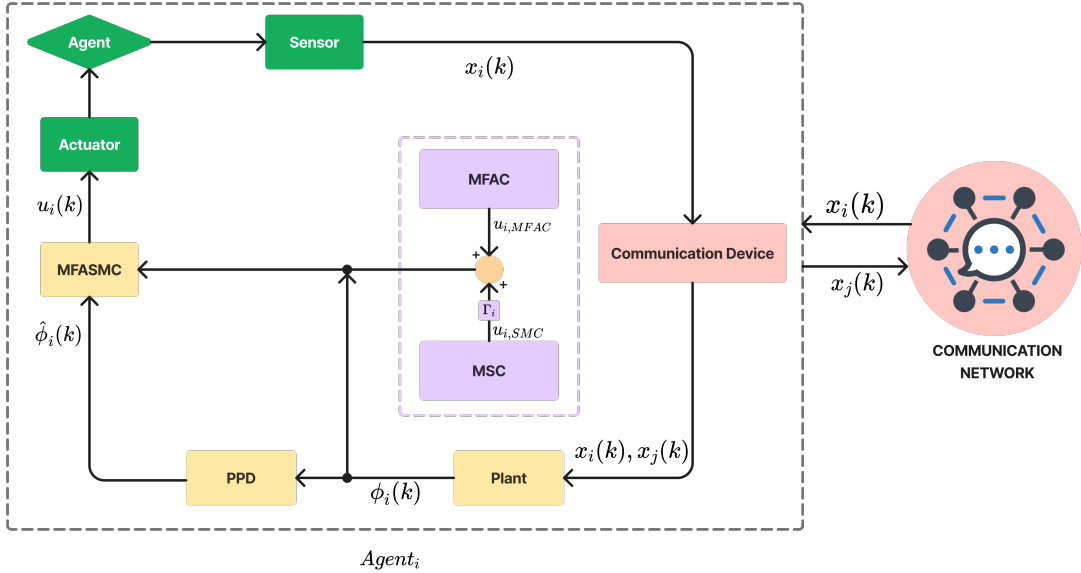 Agent
Sensor
x_i(k)
Actuator
MFAC
u_i(k)
u_{i,MFAC}
x_i(k)
Communication Device
MFASMC
+
+
x_j(k)
Γ_i
\hat{ϕ}_i(k)
u_{i,SMC}
MSC
COMMUNICATION
NETWORK
x_i(k), x_j(k)
PPD
Plant
ϕ_i(k)
Agent_i